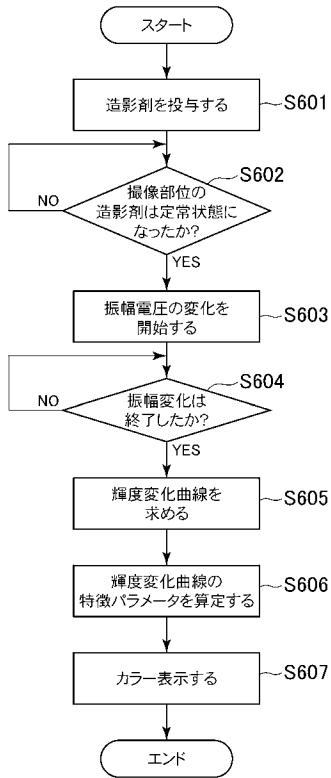 スタート
造影剤を投与する
S601
S602
撮像部位の
造影剤は定常状態に
なったか?
NO
YES
振幅電圧の変化を
開始する
S603
S604
振幅変化は
終了したか?
NO
YES
輝度変化曲線を
求める
S605
輝度変化曲線の
特徴パラメータを算定する
S606
カラー表示する
S607
エンド